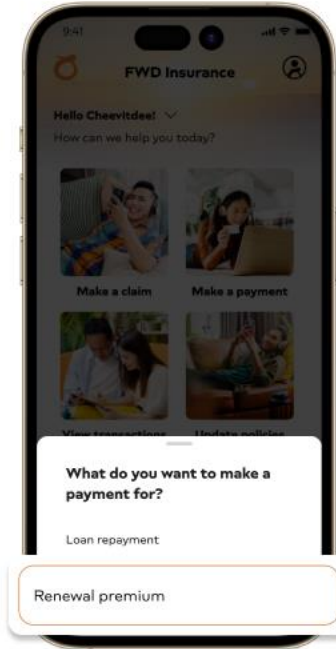 9:41
FWD Insurance
Hello Cheevitdee!
How can we help you today?
Make a claim
Make a payment
View transactions
Update policies
What do you want to make a
payment for?
Loan repayment
Renewal premium